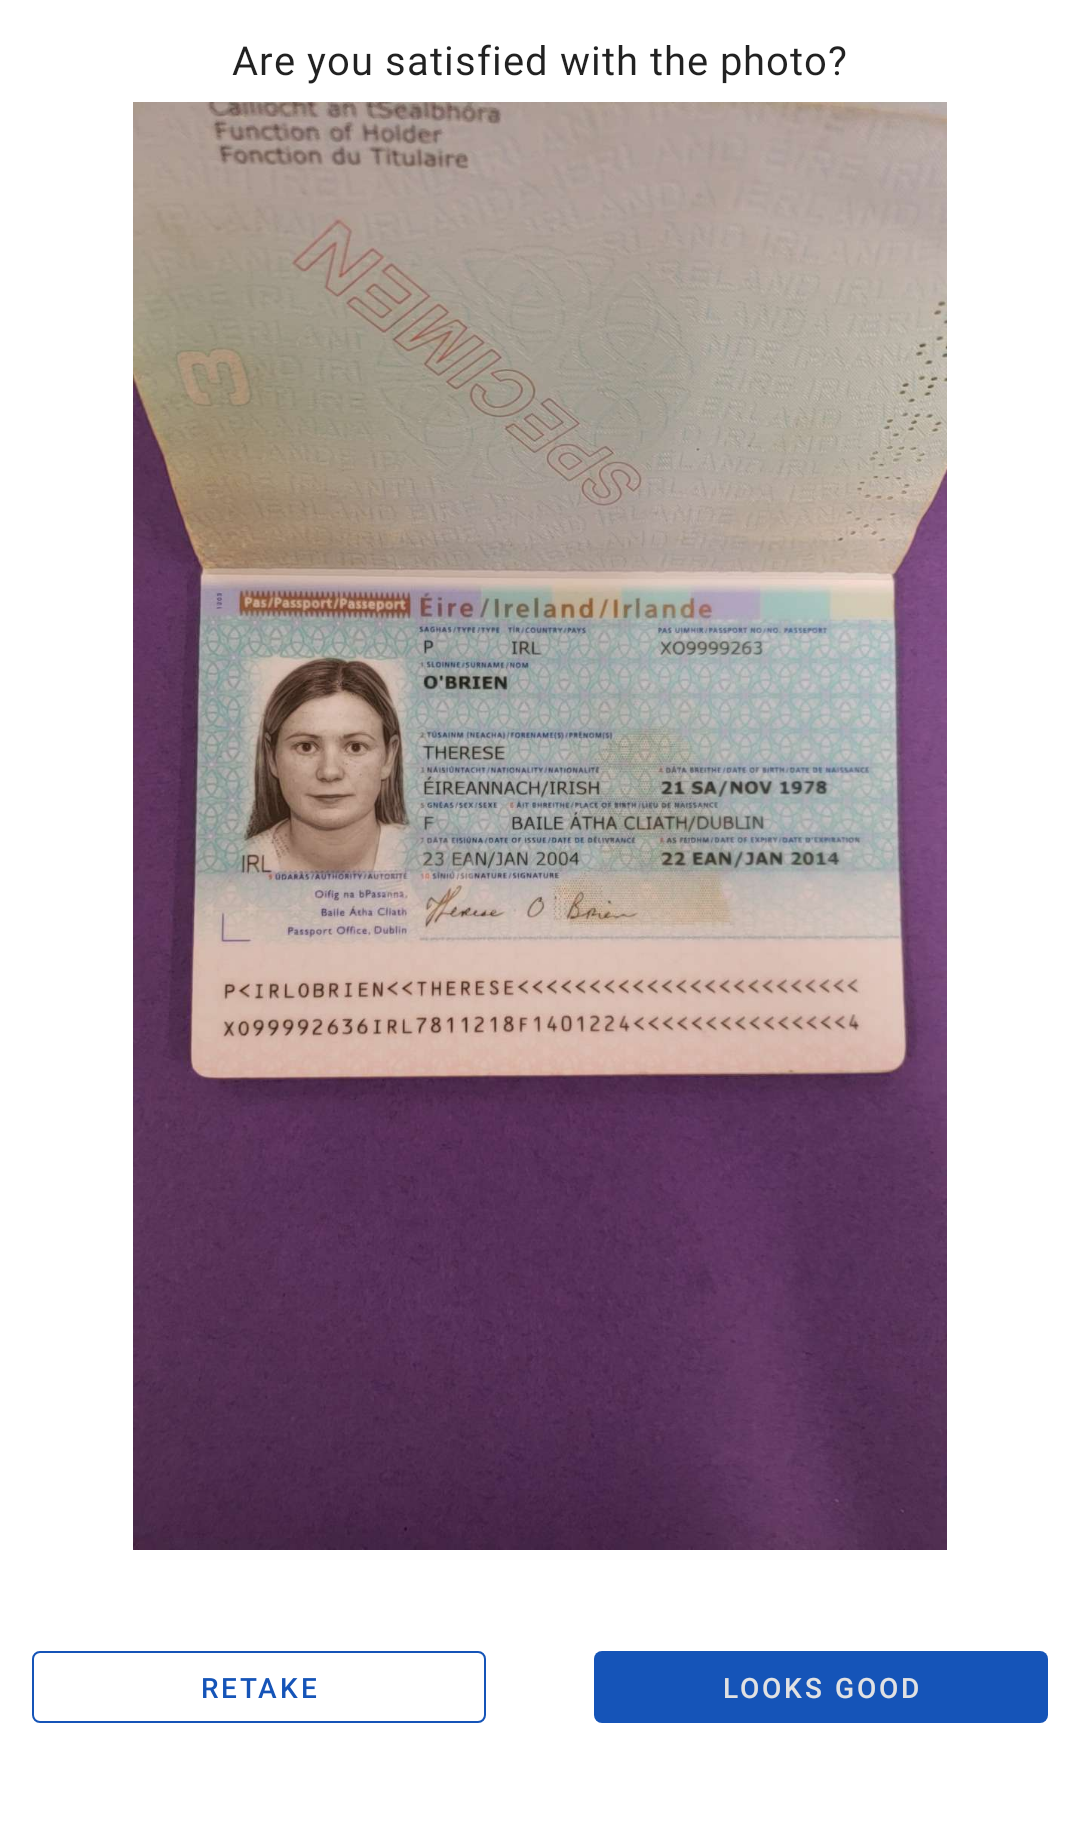 Are you satisfied with the photo?
Cáilíocht an tSealbhóra
Function of Holder
Fonction du Titulaire
SPECIMEN
3
1203
Pas/Passport/Passeport Éire/Ireland/Irlande
SAGHAS/TYPE/TYPE TÍR/COUNTRY/PAYS PAS UIMHIR/PASSPORT NO/NO. PASSEPORT
P IRL XO9999263
1 SLOINNE/SURNAME/NOM
O'BRIEN
2 TÚSAINM (NEACHA)/FORENAME(S)/PRÉNOM(S)
THERESE
3 NÁISIÚNTACHT/NATIONALITY/NATIONALITÉ 4 DÁTA BREITHE/DATE OF BIRTH/DATE DE NAISSANCE
ÉIREANNACH/IRISH 21 SA/NOV 1978
5 GNÉAS/SEX/SEXE 6 ÁIT BHREITHE/PLACE OF BIRTH/LIEU DE NAISSANCE
F BAILE ÁTHA CLIATH/DUBLIN
7 DÁTA EISIÚNA/DATE OF ISSUE/DATE DE DÉLIVRANCE 8 AS FEIDHM/DATE OF EXPIRY/DATE D'EXPIRATION
23 EAN/JAN 2004 22 EAN/JAN 2014
IRL
9 ÚDARÁS/AUTHORITY/AUTORITÉ 10 SÍNIÚ/SIGNATURE/SIGNATURE
Oifig na bPasanna,
Baile Átha Cliath
Passport Office, Dublin
Therese O'Brien
P<IRLOBRIEN<<THERESE<<<<<<<<<<<<<<<<<<<<<<<<
XO99992636IRL7811218F1401224<<<<<<<<<<<<<<<4
RETAKE
LOOKS GOOD